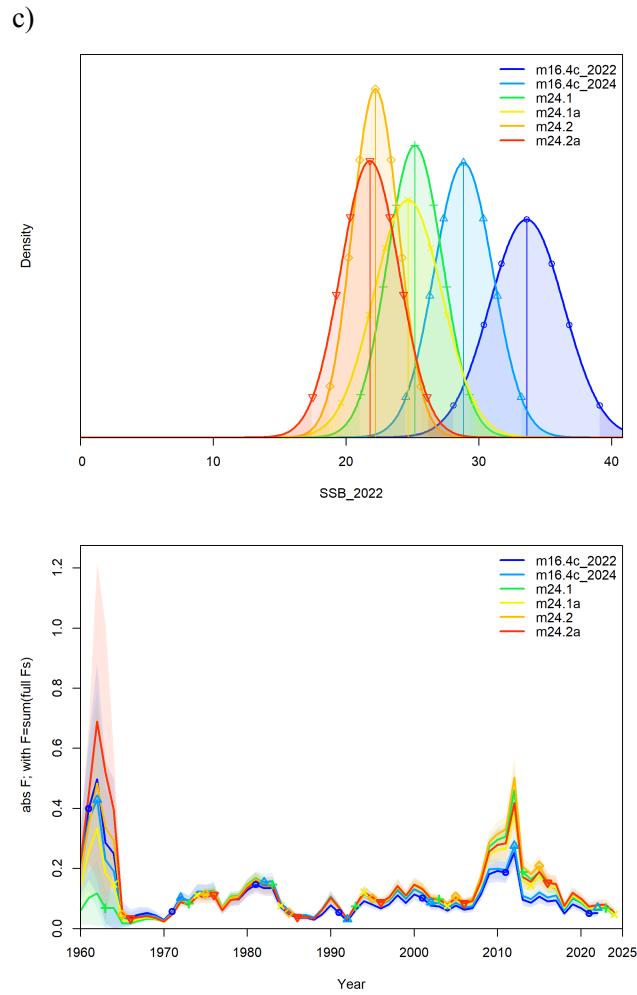 c)
m16.4c_2022
m16.4c_2024
m24.1
m24.1a
m24.2
m24.2a
Density
0 10 20 30 40
SSB_2022
m16.4c_2022
m16.4c_2024
m24.1
m24.1a
m24.2
m24.2a
1.2
1.0
0.8
0.6
0.4
0.2
0.0
abs F; with F=sum(full Fs)
1960 1970 1980 1990 2000 2010 2020 2025
Year